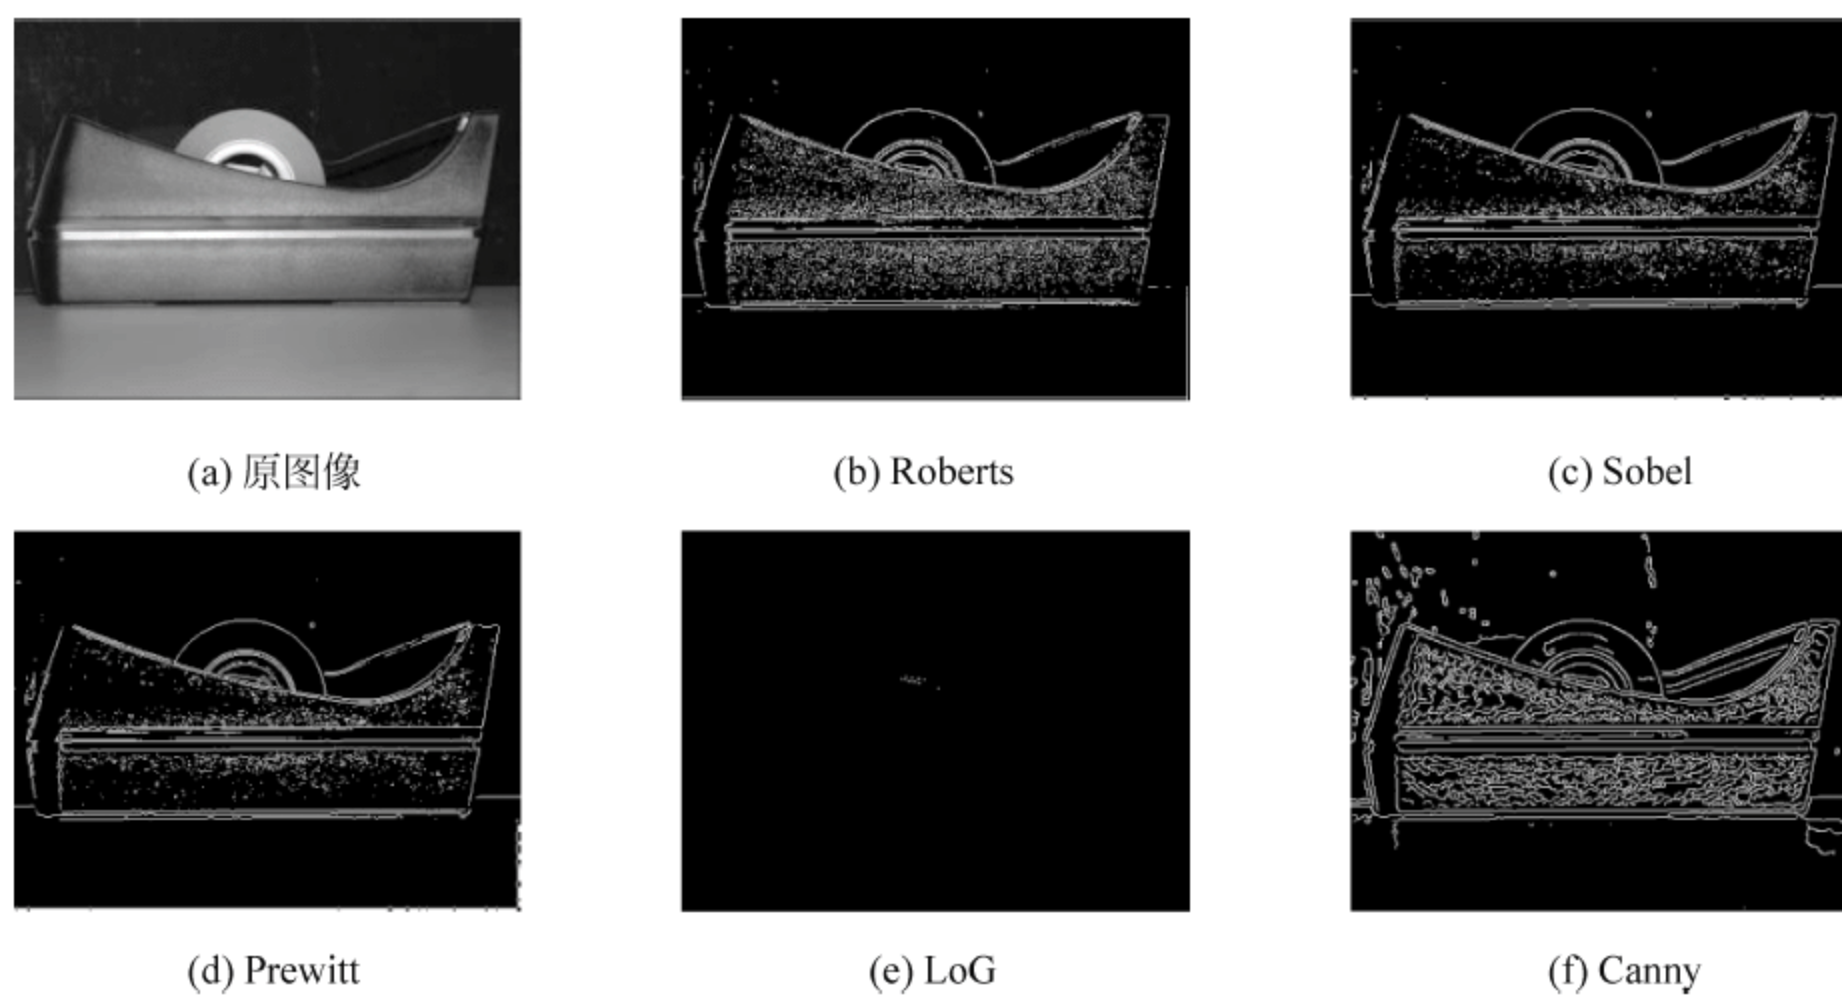 (a) 原图像
(b) Roberts
(c) Sobel
(d) Prewitt
(e) LoG
(f) Canny